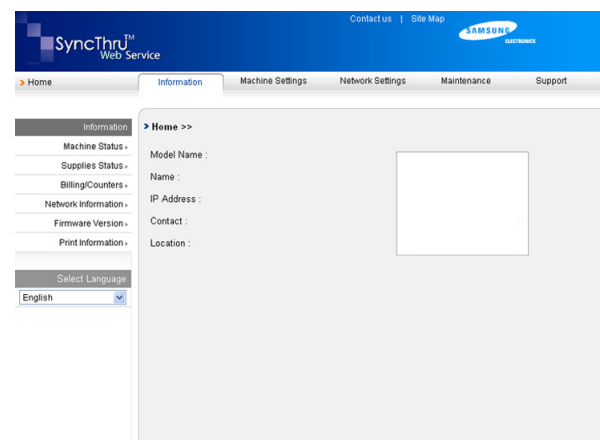 Contact us | Site Map
SAMSUNG
ELECTRONICS
SyncThru™
Web Service
Home
Information
Machine Settings
Network Settings
Maintenance
Support
Information
Machine Status
Supplies Status
Billing/Counters
Network Information
Firmware Version
Print Information
Select Language
English
Home >>
Model Name :
Name :
IP Address :
Contact :
Location :